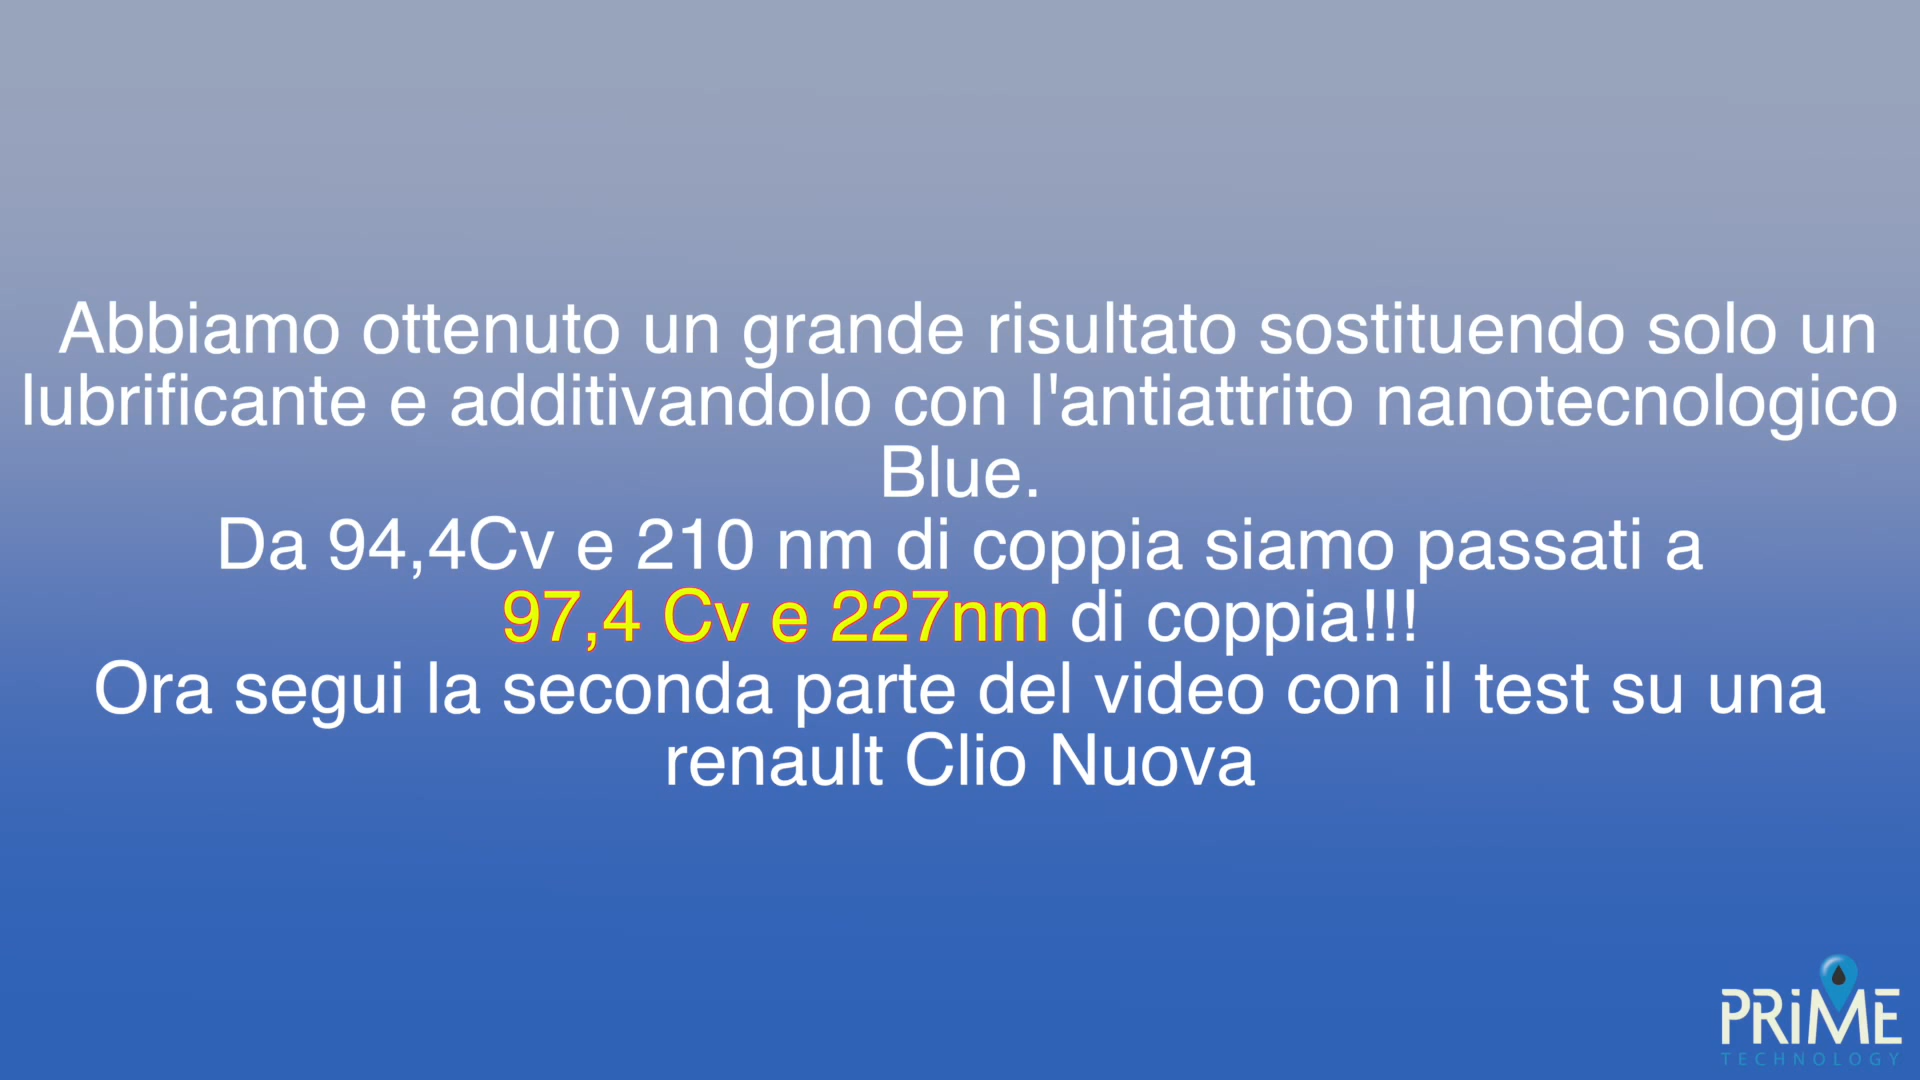 Abbiamo ottenuto un grande risultato sostituendo solo un
lubrificante e additivandolo con l'antiattrito nanotecnologico
Blue.
Da 94,4Cv e 210 nm di coppia siamo passati a
97,4 Cv e 227nm di coppia!!!
Ora segui la seconda parte del video con il test su una
renault Clio Nuova
PRiME
TECHNOLOGY